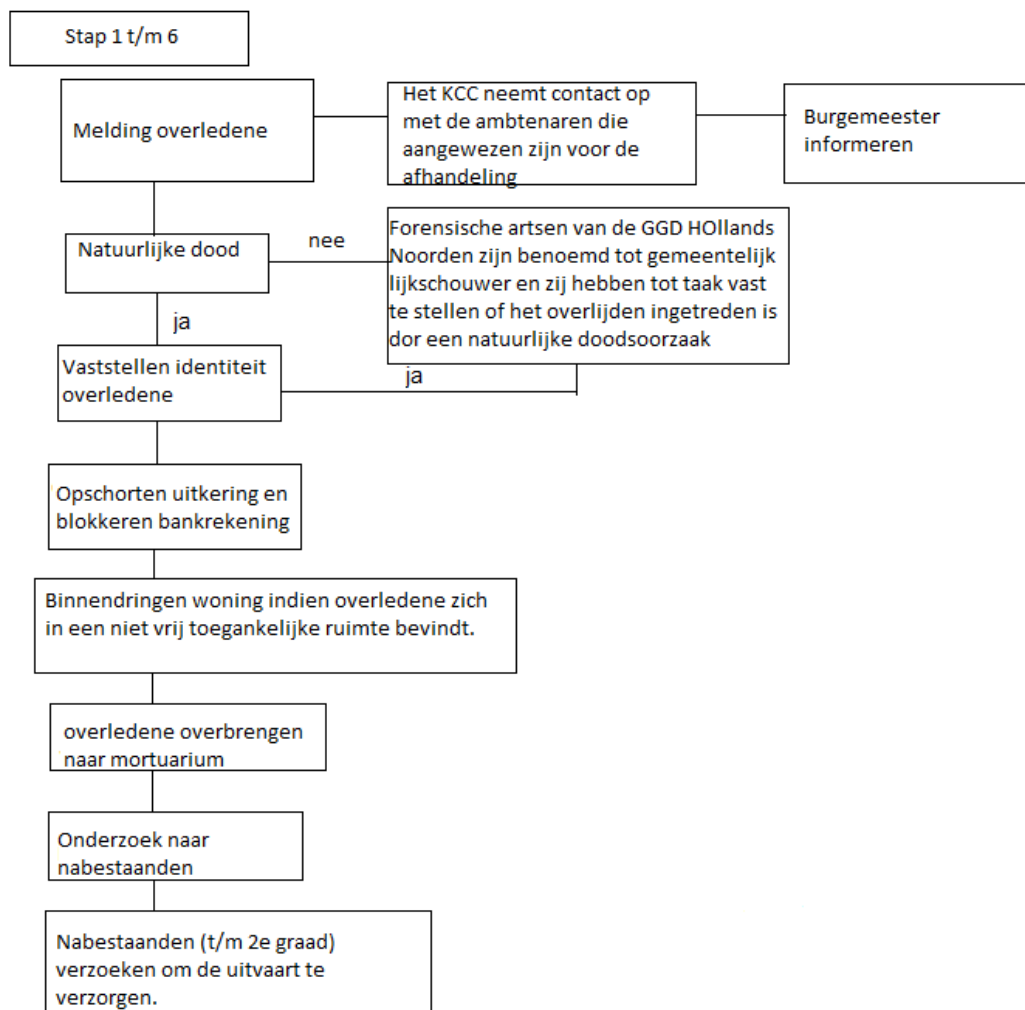 Stap 1 t/m 6
Melding overledene
Het KCC neemt contact op
met de ambtenaren die
aangewezen zijn voor de
afhandeling
Burgemeester
informeren
Natuurlijke dood
nee
Forensische artsen van de GGD HOllands
Noorden zijn benoemd tot gemeentelijk
lijkschouwer en zij hebben tot taak vast
te stellen of het overlijden ingetreden is
dor een natuurlijke doodsoorzaak
ja
Vaststellen identiteit
overledene
ja
Opschorten uitkering en
blokkeren bankrekening
Binnendringen woning indien overledene zich
in een niet vrij toegankelijke ruimte bevindt.
overledene overbrengen
naar mortuarium
Onderzoek naar
nabestaanden
Nabestaanden (t/m 2e graad)
verzoeken om de uitvaart te
verzorgen.